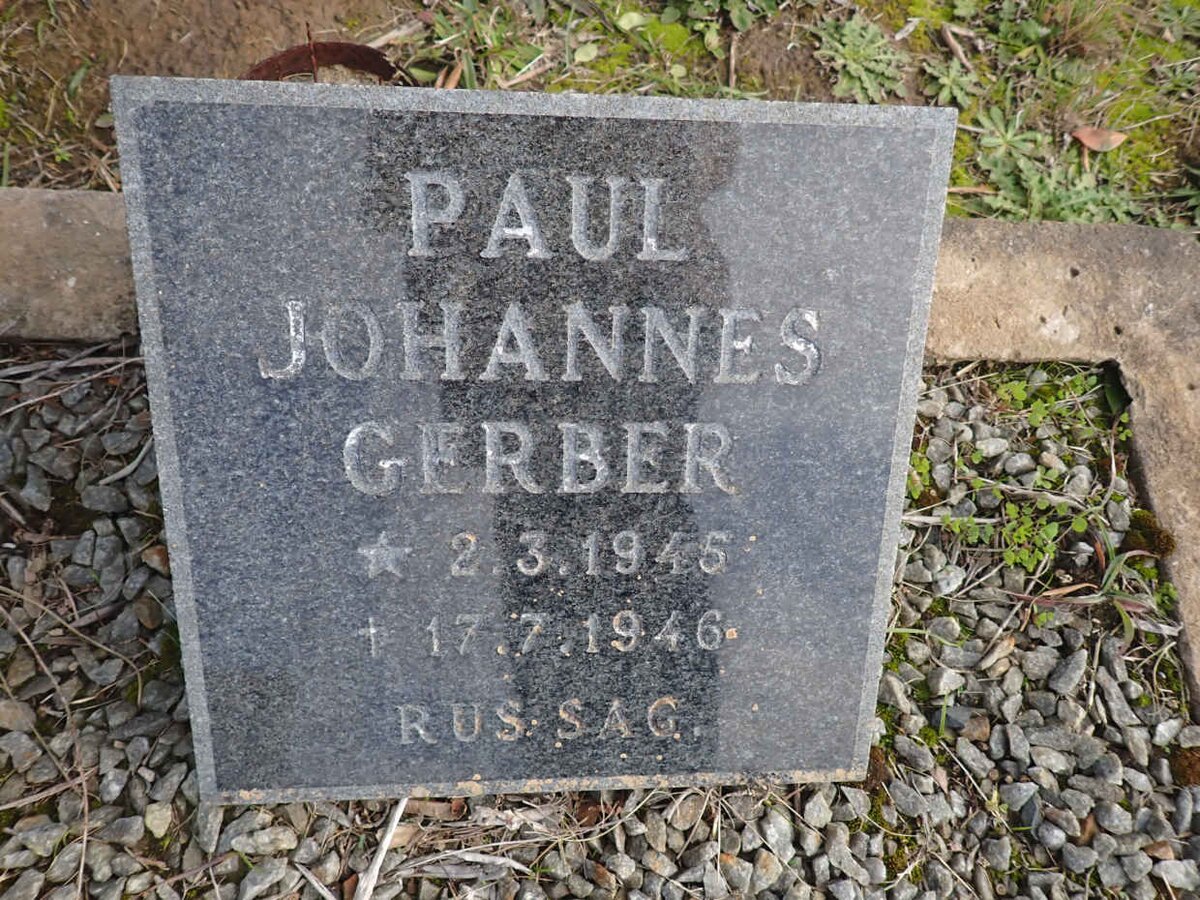 PAUL
JOHANNES
GERBER
★ 2.3.1945
† 17.7.1946
RUS SAG.